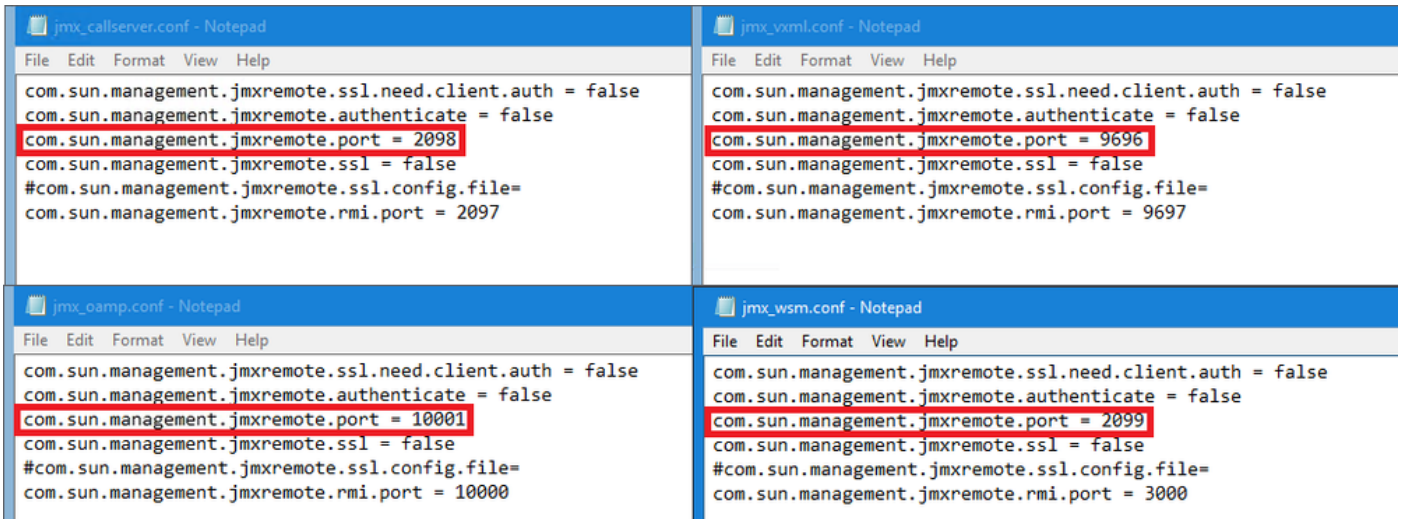 jmx_callserver.conf - Notepad
File Edit Format View Help
com.sun.management.jmxremote.ssl.need.client.auth = false
com.sun.management.jmxremote.authenticate = false
com.sun.management.jmxremote.port = 2098
com.sun.management.jmxremote.ssl = false
#com.sun.management.jmxremote.ssl.config.file=
com.sun.management.jmxremote.rmi.port = 2097
jmx_vxml.conf - Notepad
File Edit Format View Help
com.sun.management.jmxremote.ssl.need.client.auth = false
com.sun.management.jmxremote.authenticate = false
com.sun.management.jmxremote.port = 9696
com.sun.management.jmxremote.ssl = false
#com.sun.management.jmxremote.ssl.config.file=
com.sun.management.jmxremote.rmi.port = 9697
jmx_oamp.conf - Notepad
File Edit Format View Help
com.sun.management.jmxremote.ssl.need.client.auth = false
com.sun.management.jmxremote.authenticate = false
com.sun.management.jmxremote.port = 10001
com.sun.management.jmxremote.ssl = false
#com.sun.management.jmxremote.ssl.config.file=
com.sun.management.jmxremote.rmi.port = 10000
jmx_wsm.conf - Notepad
File Edit Format View Help
com.sun.management.jmxremote.ssl.need.client.auth = false
com.sun.management.jmxremote.authenticate = false
com.sun.management.jmxremote.port = 2099
com.sun.management.jmxremote.ssl = false
#com.sun.management.jmxremote.ssl.config.file=
com.sun.management.jmxremote.rmi.port = 3000